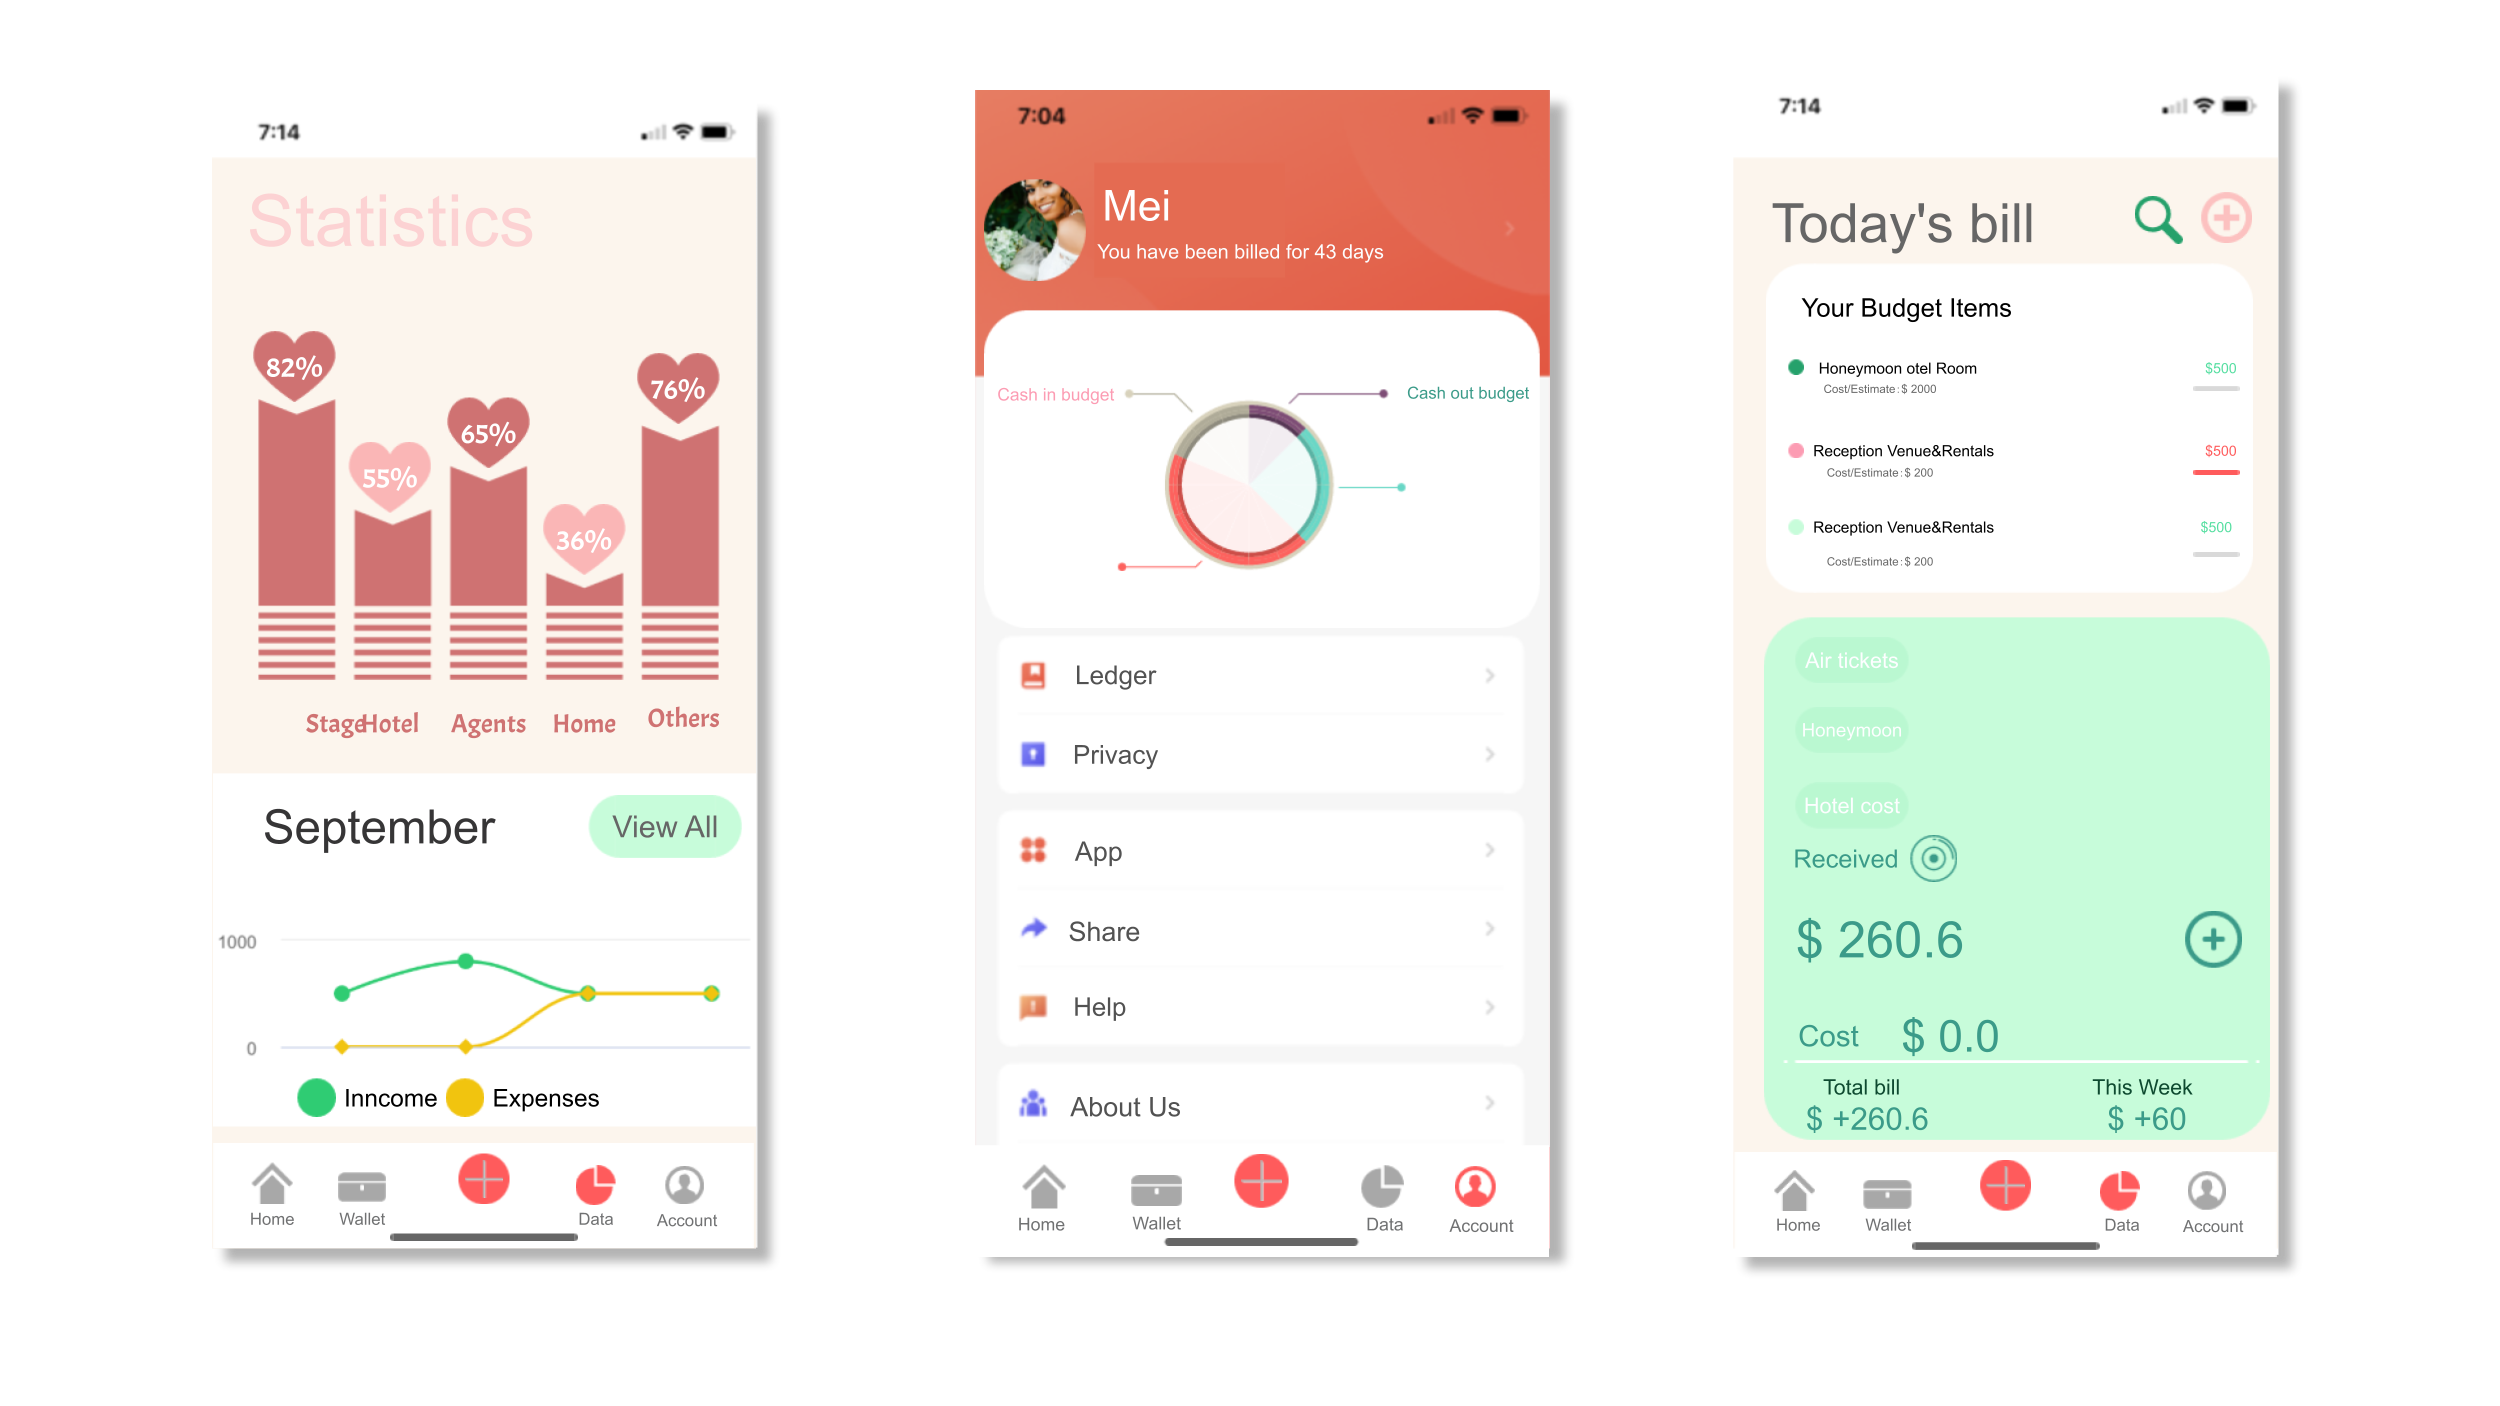 7:14
Statistics
82%
76%
65%
55%
36%
Stage
Hotel
Agents
Home
Others
September
View All
1000
0
Inncome
Expenses
Home
Wallet
Data
Account
7:04
Mei
You have been billed for 43 days
Cash in budget
Cash out budget
Ledger
Privacy
App
Share
Help
About Us
Home
Wallet
Data
Account
7:14
Today's bill
Your Budget Items
Honeymoon otel Room
$500
Cost/Estimate：$ 2000
Reception Venue&Rentals
$500
Cost/Estimate：$ 200
Reception Venue&Rentals
$500
Cost/Estimate：$ 200
Air tickets
Honeymoon
Hotel cost
Received
$ 260.6
Cost $ 0.0
Total bill
This Week
$ +260.6
$ +60
Home
Wallet
Data
Account